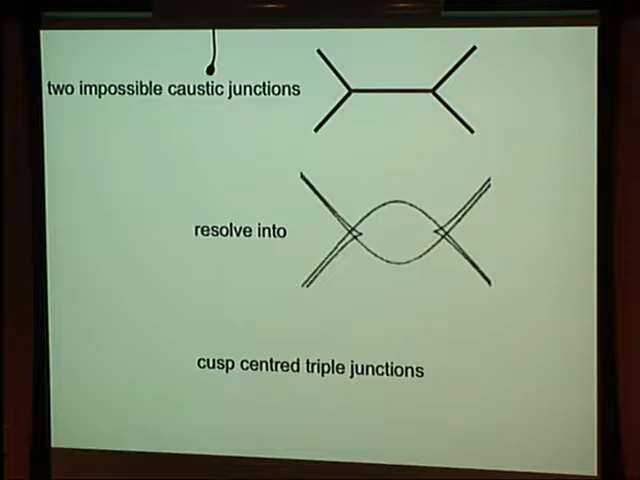 two impossible caustic junctions
resolve into
cusp centred triple junctions